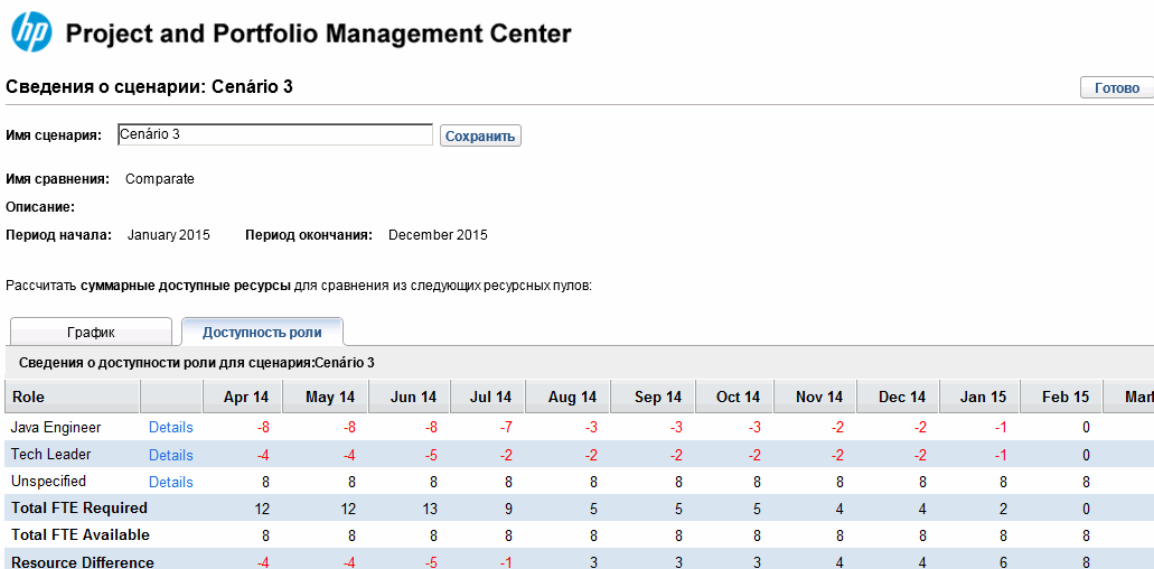 hp Project and Portfolio Management Center
Сведения о сценарии: Cenário 3 Готово
Имя сценария: Cenário 3 Сохранить
Имя сравнения: Comparate
Описание:
Период начала: January 2015 Период окончания: December 2015
Рассчитать суммарные доступные ресурсы для сравнения из следующих ресурсных пулов:
График Доступность роли
Сведения о доступности роли для сценария:Cenário 3
Role Apr 14 May 14 Jun 14 Jul 14 Aug 14 Sep 14 Oct 14 Nov 14 Dec 14 Jan 15 Feb 15
Java Engineer Details -8 -8 -8 -7 -3 -3 -3 -2 -2 -1 0
Tech Leader Details -4 -4 -5 -2 -2 -2 -2 -2 -2 -1 0
Unspecified Details 8 8 8 8 8 8 8 8 8 8 8
Total FTE Required 12 12 13 9 5 5 5 4 4 2 0
Total FTE Available 8 8 8 8 8 8 8 8 8 8 8
Resource Difference -4 -4 -5 -1 3 3 3 4 4 6 8